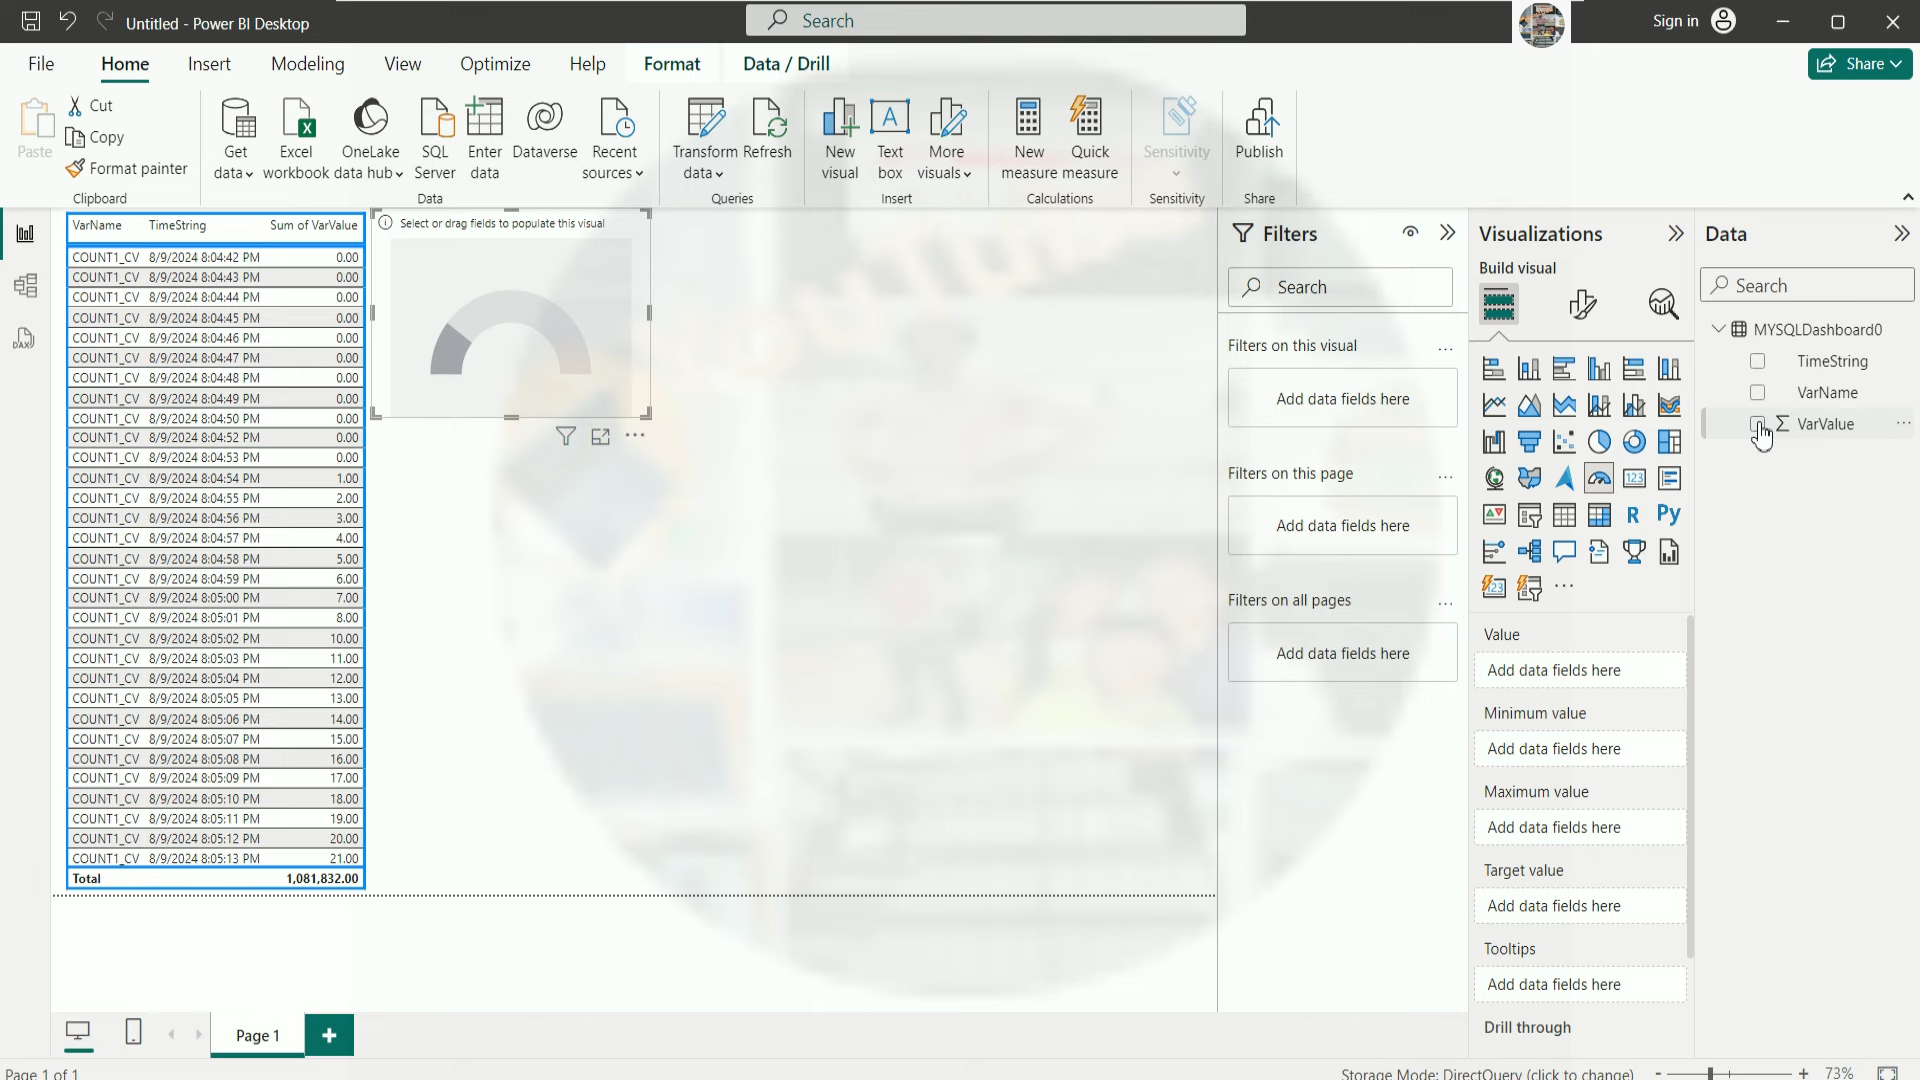 Untitled - Power BI Desktop
Search
Sign in
File Home Insert Modeling View Optimize Help Format Data / Drill
Share
Paste
Cut
Copy
Format painter
Clipboard
Get data
Excel workbook
OneLake data hub
SQL Server
Enter data
Dataverse
Recent sources
Data
Transform data
Refresh
Queries
New visual
A
Text box
More visuals
Insert
New measure
Quick measure
Calculations
Sensitivity
Sensitivity
Publish
Share
DAX
VarName TimeString Sum of VarValue
COUNT1_CV 8/9/2024 8:04:42 PM 0.00
COUNT1_CV 8/9/2024 8:04:43 PM 0.00
COUNT1_CV 8/9/2024 8:04:44 PM 0.00
COUNT1_CV 8/9/2024 8:04:45 PM 0.00
COUNT1_CV 8/9/2024 8:04:46 PM 0.00
COUNT1_CV 8/9/2024 8:04:47 PM 0.00
COUNT1_CV 8/9/2024 8:04:48 PM 0.00
COUNT1_CV 8/9/2024 8:04:49 PM 0.00
COUNT1_CV 8/9/2024 8:04:50 PM 0.00
COUNT1_CV 8/9/2024 8:04:52 PM 0.00
COUNT1_CV 8/9/2024 8:04:53 PM 0.00
COUNT1_CV 8/9/2024 8:04:54 PM 1.00
COUNT1_CV 8/9/2024 8:04:55 PM 2.00
COUNT1_CV 8/9/2024 8:04:56 PM 3.00
COUNT1_CV 8/9/2024 8:04:57 PM 4.00
COUNT1_CV 8/9/2024 8:04:58 PM 5.00
COUNT1_CV 8/9/2024 8:04:59 PM 6.00
COUNT1_CV 8/9/2024 8:05:00 PM 7.00
COUNT1_CV 8/9/2024 8:05:01 PM 8.00
COUNT1_CV 8/9/2024 8:05:02 PM 10.00
COUNT1_CV 8/9/2024 8:05:03 PM 11.00
COUNT1_CV 8/9/2024 8:05:04 PM 12.00
COUNT1_CV 8/9/2024 8:05:05 PM 13.00
COUNT1_CV 8/9/2024 8:05:06 PM 14.00
COUNT1_CV 8/9/2024 8:05:07 PM 15.00
COUNT1_CV 8/9/2024 8:05:08 PM 16.00
COUNT1_CV 8/9/2024 8:05:09 PM 17.00
COUNT1_CV 8/9/2024 8:05:10 PM 18.00
COUNT1_CV 8/9/2024 8:05:11 PM 19.00
COUNT1_CV 8/9/2024 8:05:12 PM 20.00
COUNT1_CV 8/9/2024 8:05:13 PM 21.00
Total 1,081,832.00
Select or drag fields to populate this visual
Filters
Search
Filters on this visual ...
Add data fields here
Filters on this page ...
Add data fields here
Filters on all pages ...
Add data fields here
Visualizations
Build visual
123
R Py
123
...
Value
Add data fields here
Minimum value
Add data fields here
Maximum value
Add data fields here
Target value
Add data fields here
Tooltips
Add data fields here
Drill through
Data
Search
MYSQLDashboard0
TimeString
VarName
Σ VarValue ...
Page 1
+
Page 1 of 1
Storage Mode: DirectQuery (click to change) - + 73%